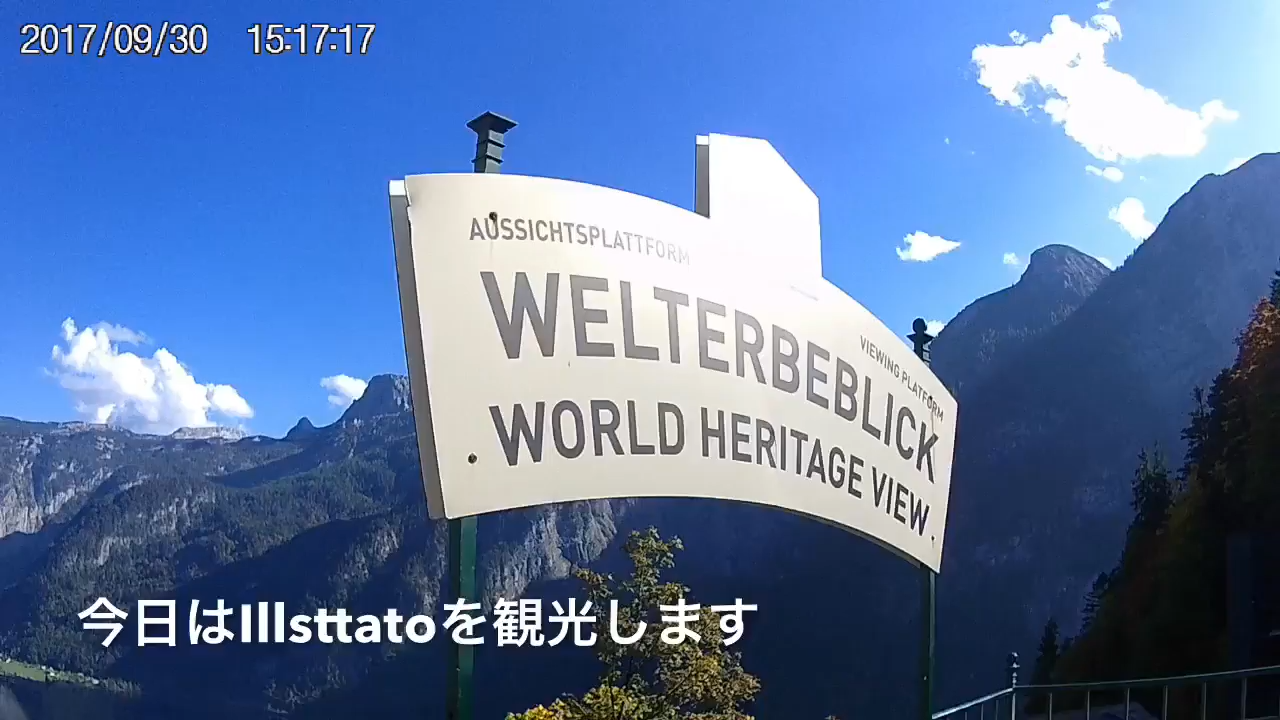 2017/09/30 15:17:17
AUSSICHTSPLATTFORM
WELTERBEBLICK
VIEWING PLATFORM
WORLD HERITAGE VIEW
今日はIllsttatoを観光します